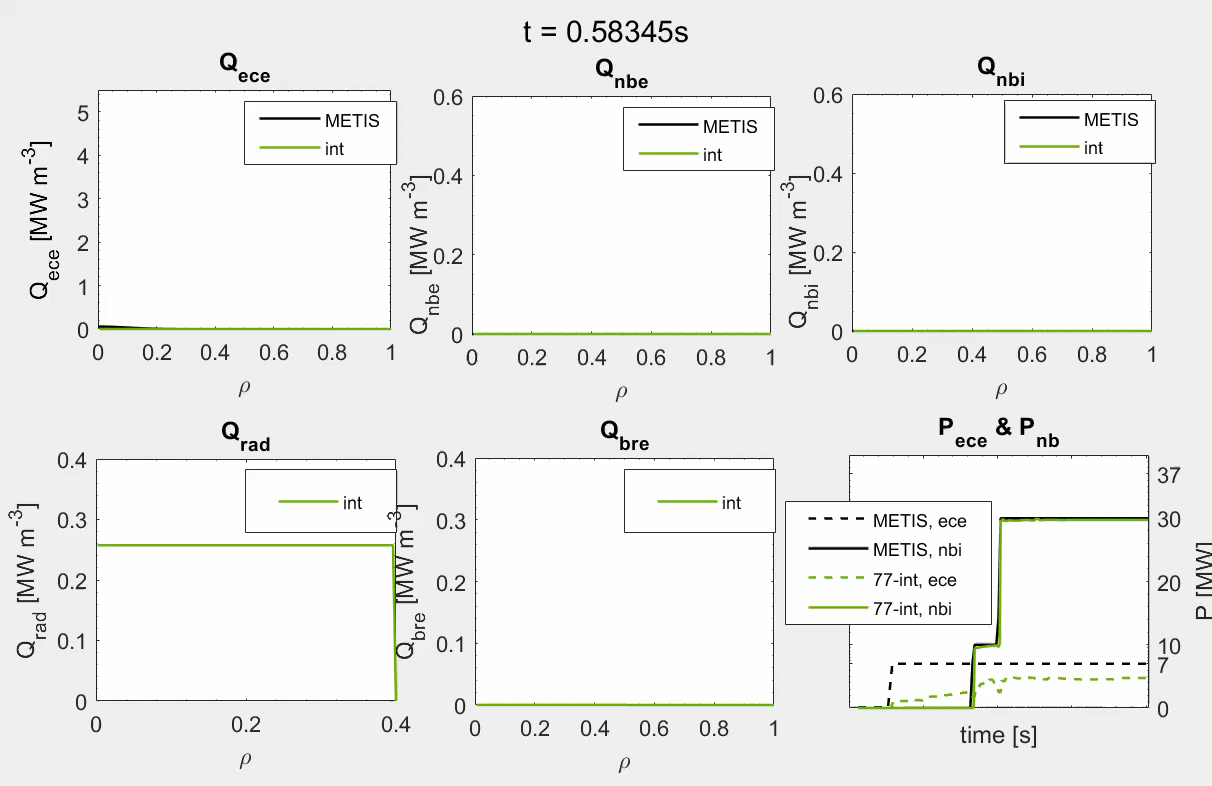 t = 0.58345s
Q_ece
Q_nbe
Q_nbi
METIS
int
METIS
int
METIS
int
Q_ece [MW m^-3]
5
4
3
2
1
0
0 0.2 0.4 0.6 0.8 1
ρ
Q_nbe [MW m^-3]
0.6
0.4
0.2
0
0 0.2 0.4 0.6 0.8 1
ρ
Q_nbi [MW m^-3]
0.6
0.4
0.2
0
0 0.2 0.4 0.6 0.8 1
ρ
Q_rad
Q_bre
P_ece & P_nb
int
Q_rad [MW m^-3]
0.4
0.3
0.2
0.1
0
0 0.2 0.4
ρ
int
Q_bre [MW m^-3]
0.4
0.3
0.2
0.1
0
0 0.2 0.4 0.6 0.8 1
ρ
METIS, ece
METIS, nbi
77-int, ece
77-int, nbi
37
30
20
10
7
0
P [MW]
time [s]